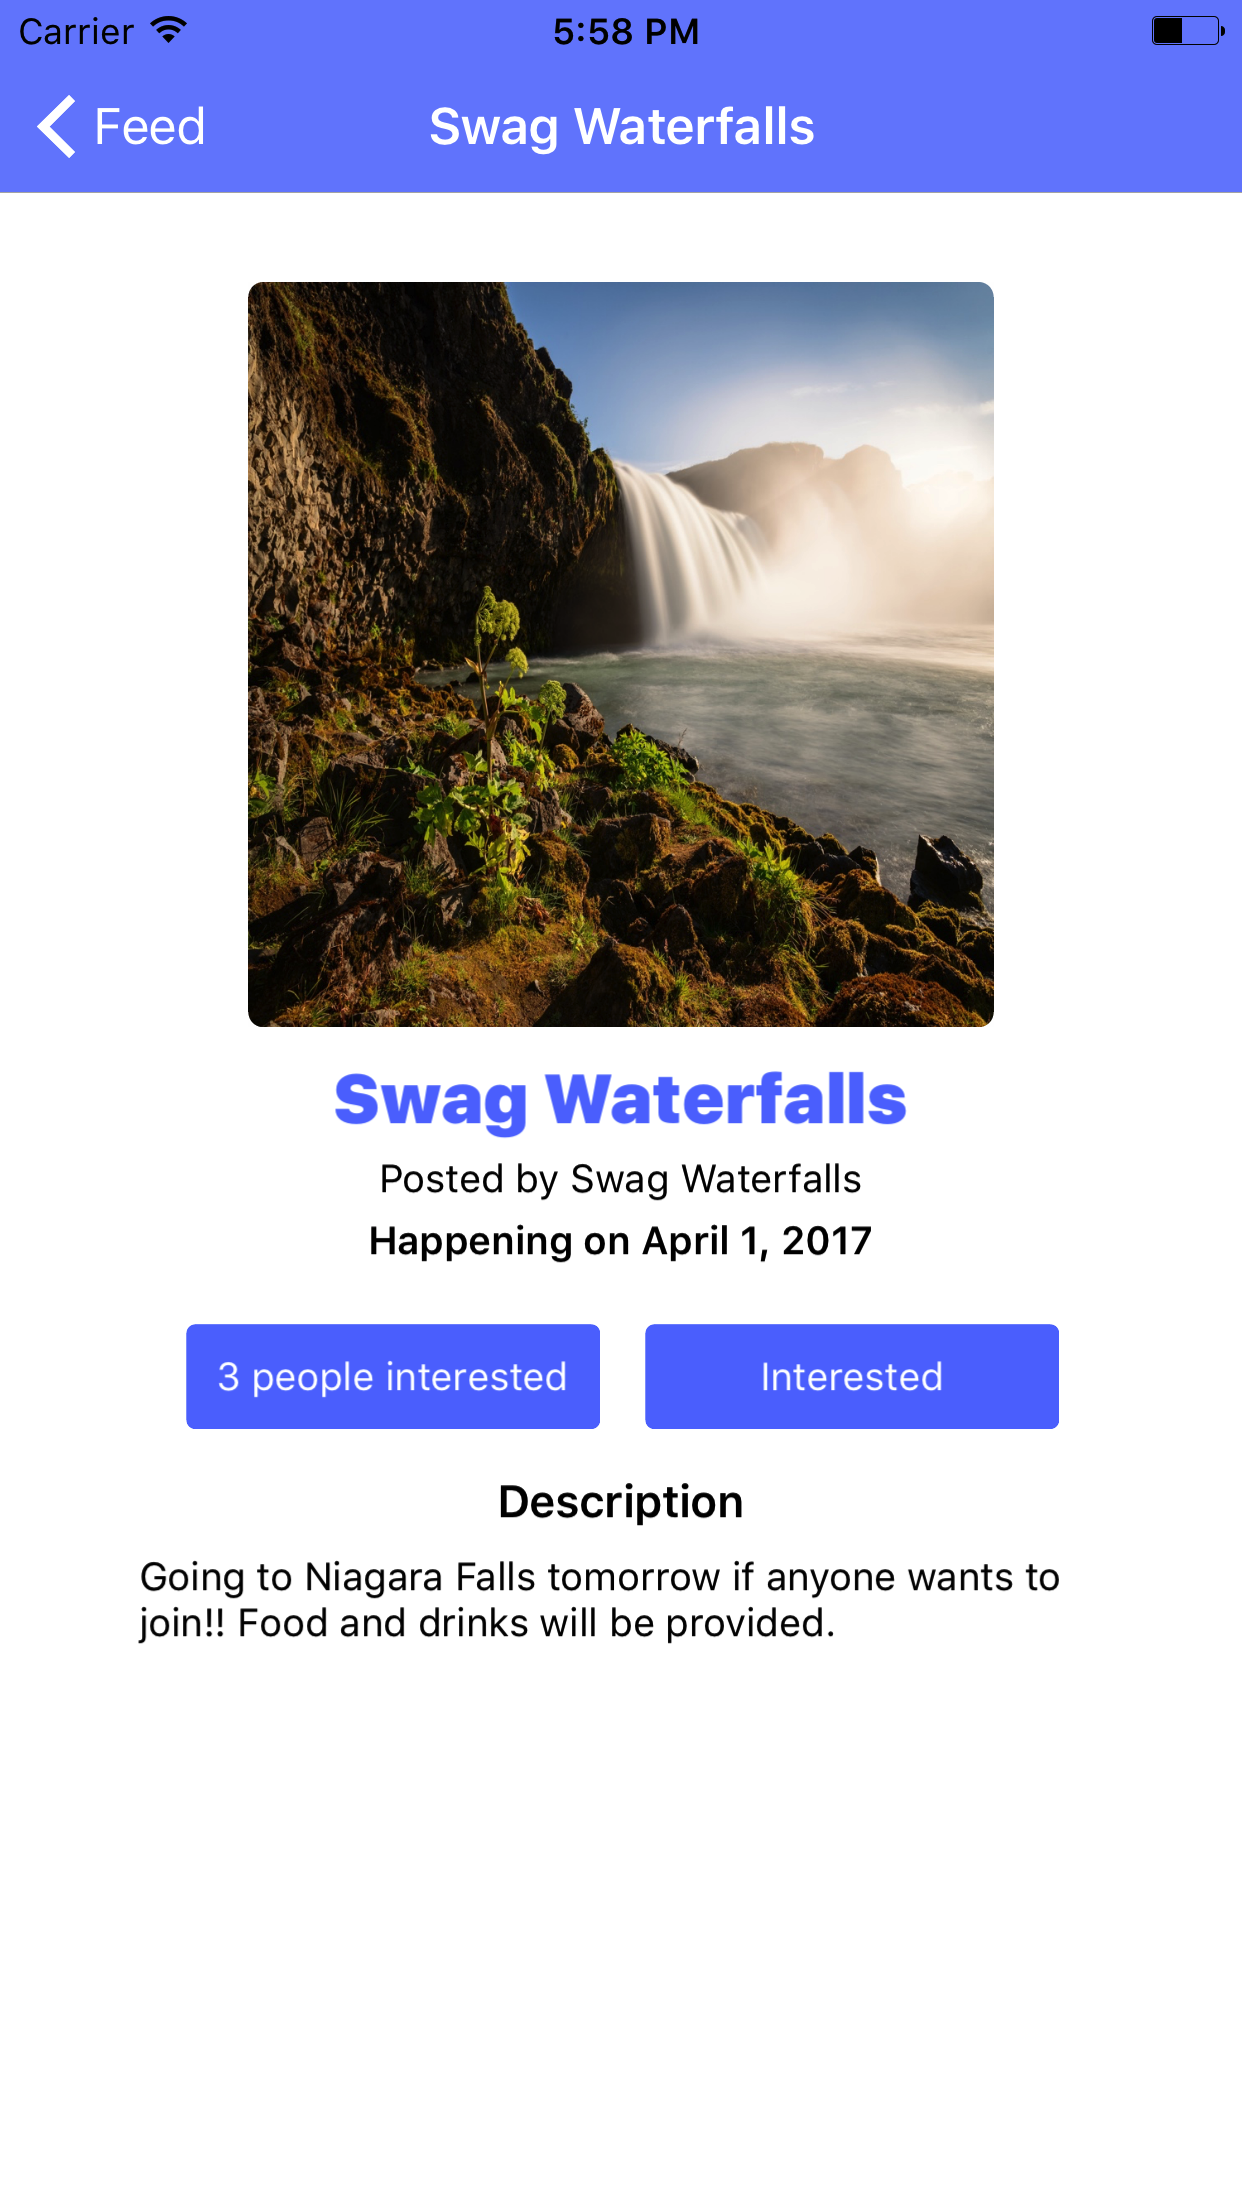 Carrier 5:58 PM
Feed Swag Waterfalls
Swag Waterfalls
Posted by Swag Waterfalls
Happening on April 1, 2017
3 people interested Interested
Description
Going to Niagara Falls tomorrow if anyone wants to
join!! Food and drinks will be provided.